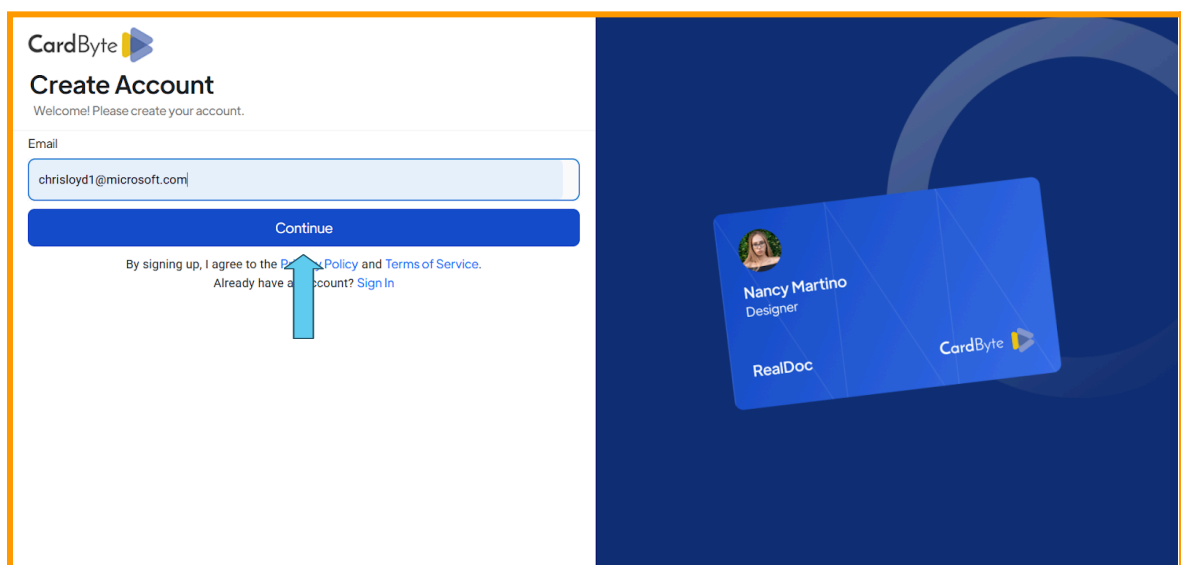 CardByte
Create Account
Welcome! Please create your account.
Email
chrisloyd1@microsoft.com
Continue
By signing up, I agree to the Policy and Terms of Service.
Already have a count? Sign In
Nancy Martino
Designer
CardByte
RealDoc